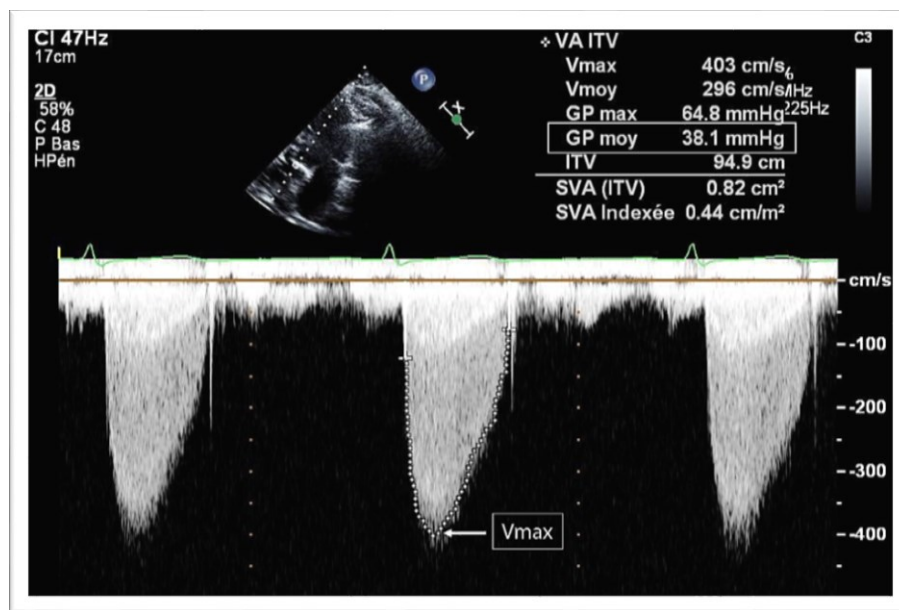 CI 47Hz
17cm
2D
58%
C 48
P Bas
HPén
P
VA ITV
Vmax 403 cm/s
Vmoy 296 cm/s
GP max 64.8 mmHg
GP moy 38.1 mmHg
ITV 94.9 cm
SVA (ITV) 0.82 cm²
SVA Indexée 0.44 cm/m²
225Hz
C3
cm/s
-100
-200
-300
-400
Vmax